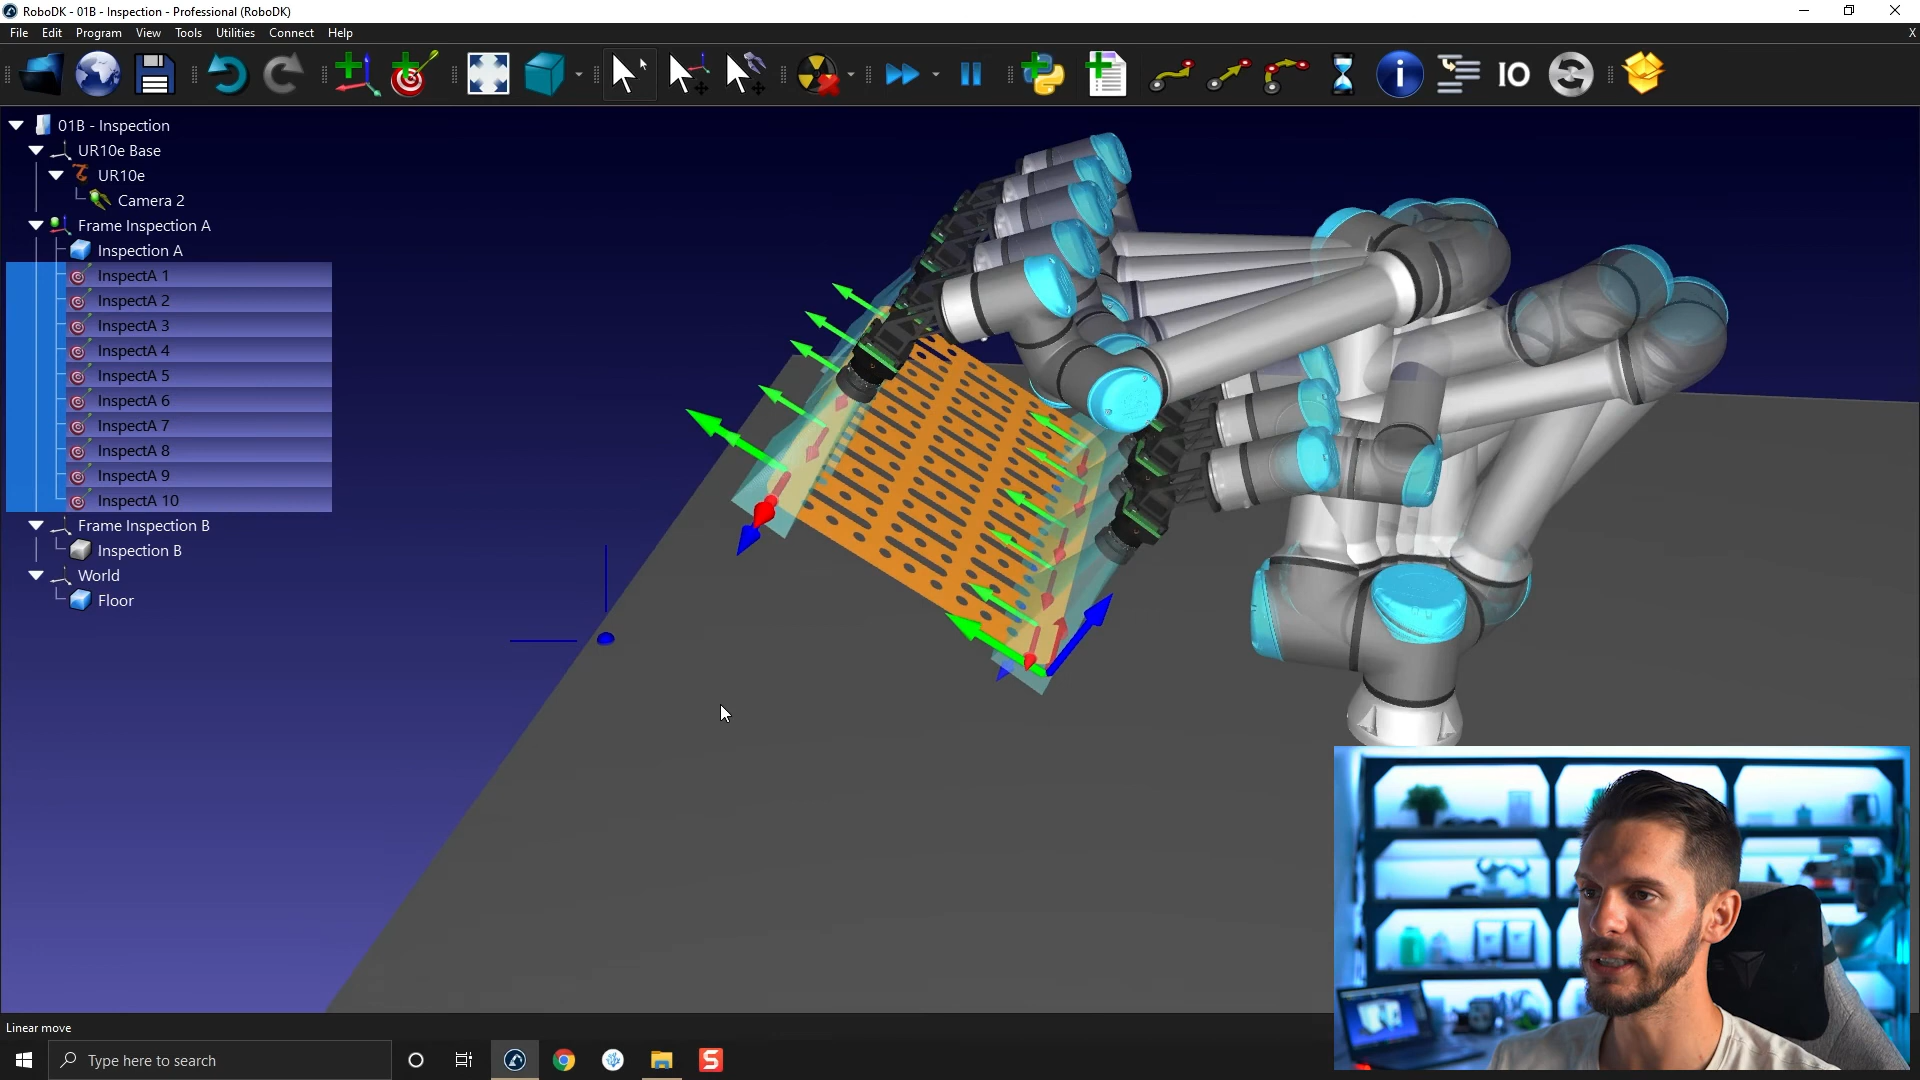 RoboDK - 01B - Inspection - Professional (RoboDK)
File Edit Program View Tools Utilities Connect Help X
IO
01B - Inspection
UR10e Base
UR10e
Camera 2
Frame Inspection A
Inspection A
InspectA 1
InspectA 2
InspectA 3
InspectA 4
InspectA 5
InspectA 6
InspectA 7
InspectA 8
InspectA 9
InspectA 10
Frame Inspection B
Inspection B
World
Floor
Linear move
Type here to search
S